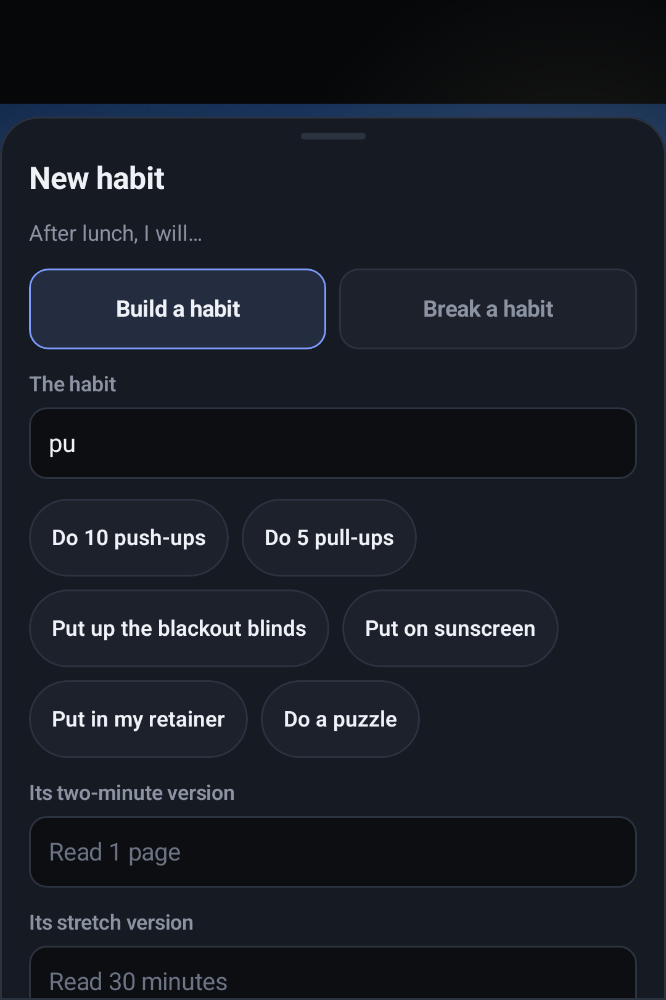 New habit
After lunch, I will…
Build a habit Break a habit
The habit
pu
Do 10 push-ups Do 5 pull-ups
Put up the blackout blinds Put on sunscreen
Put in my retainer Do a puzzle
Its two-minute version
Read 1 page
Its stretch version
Read 30 minutes